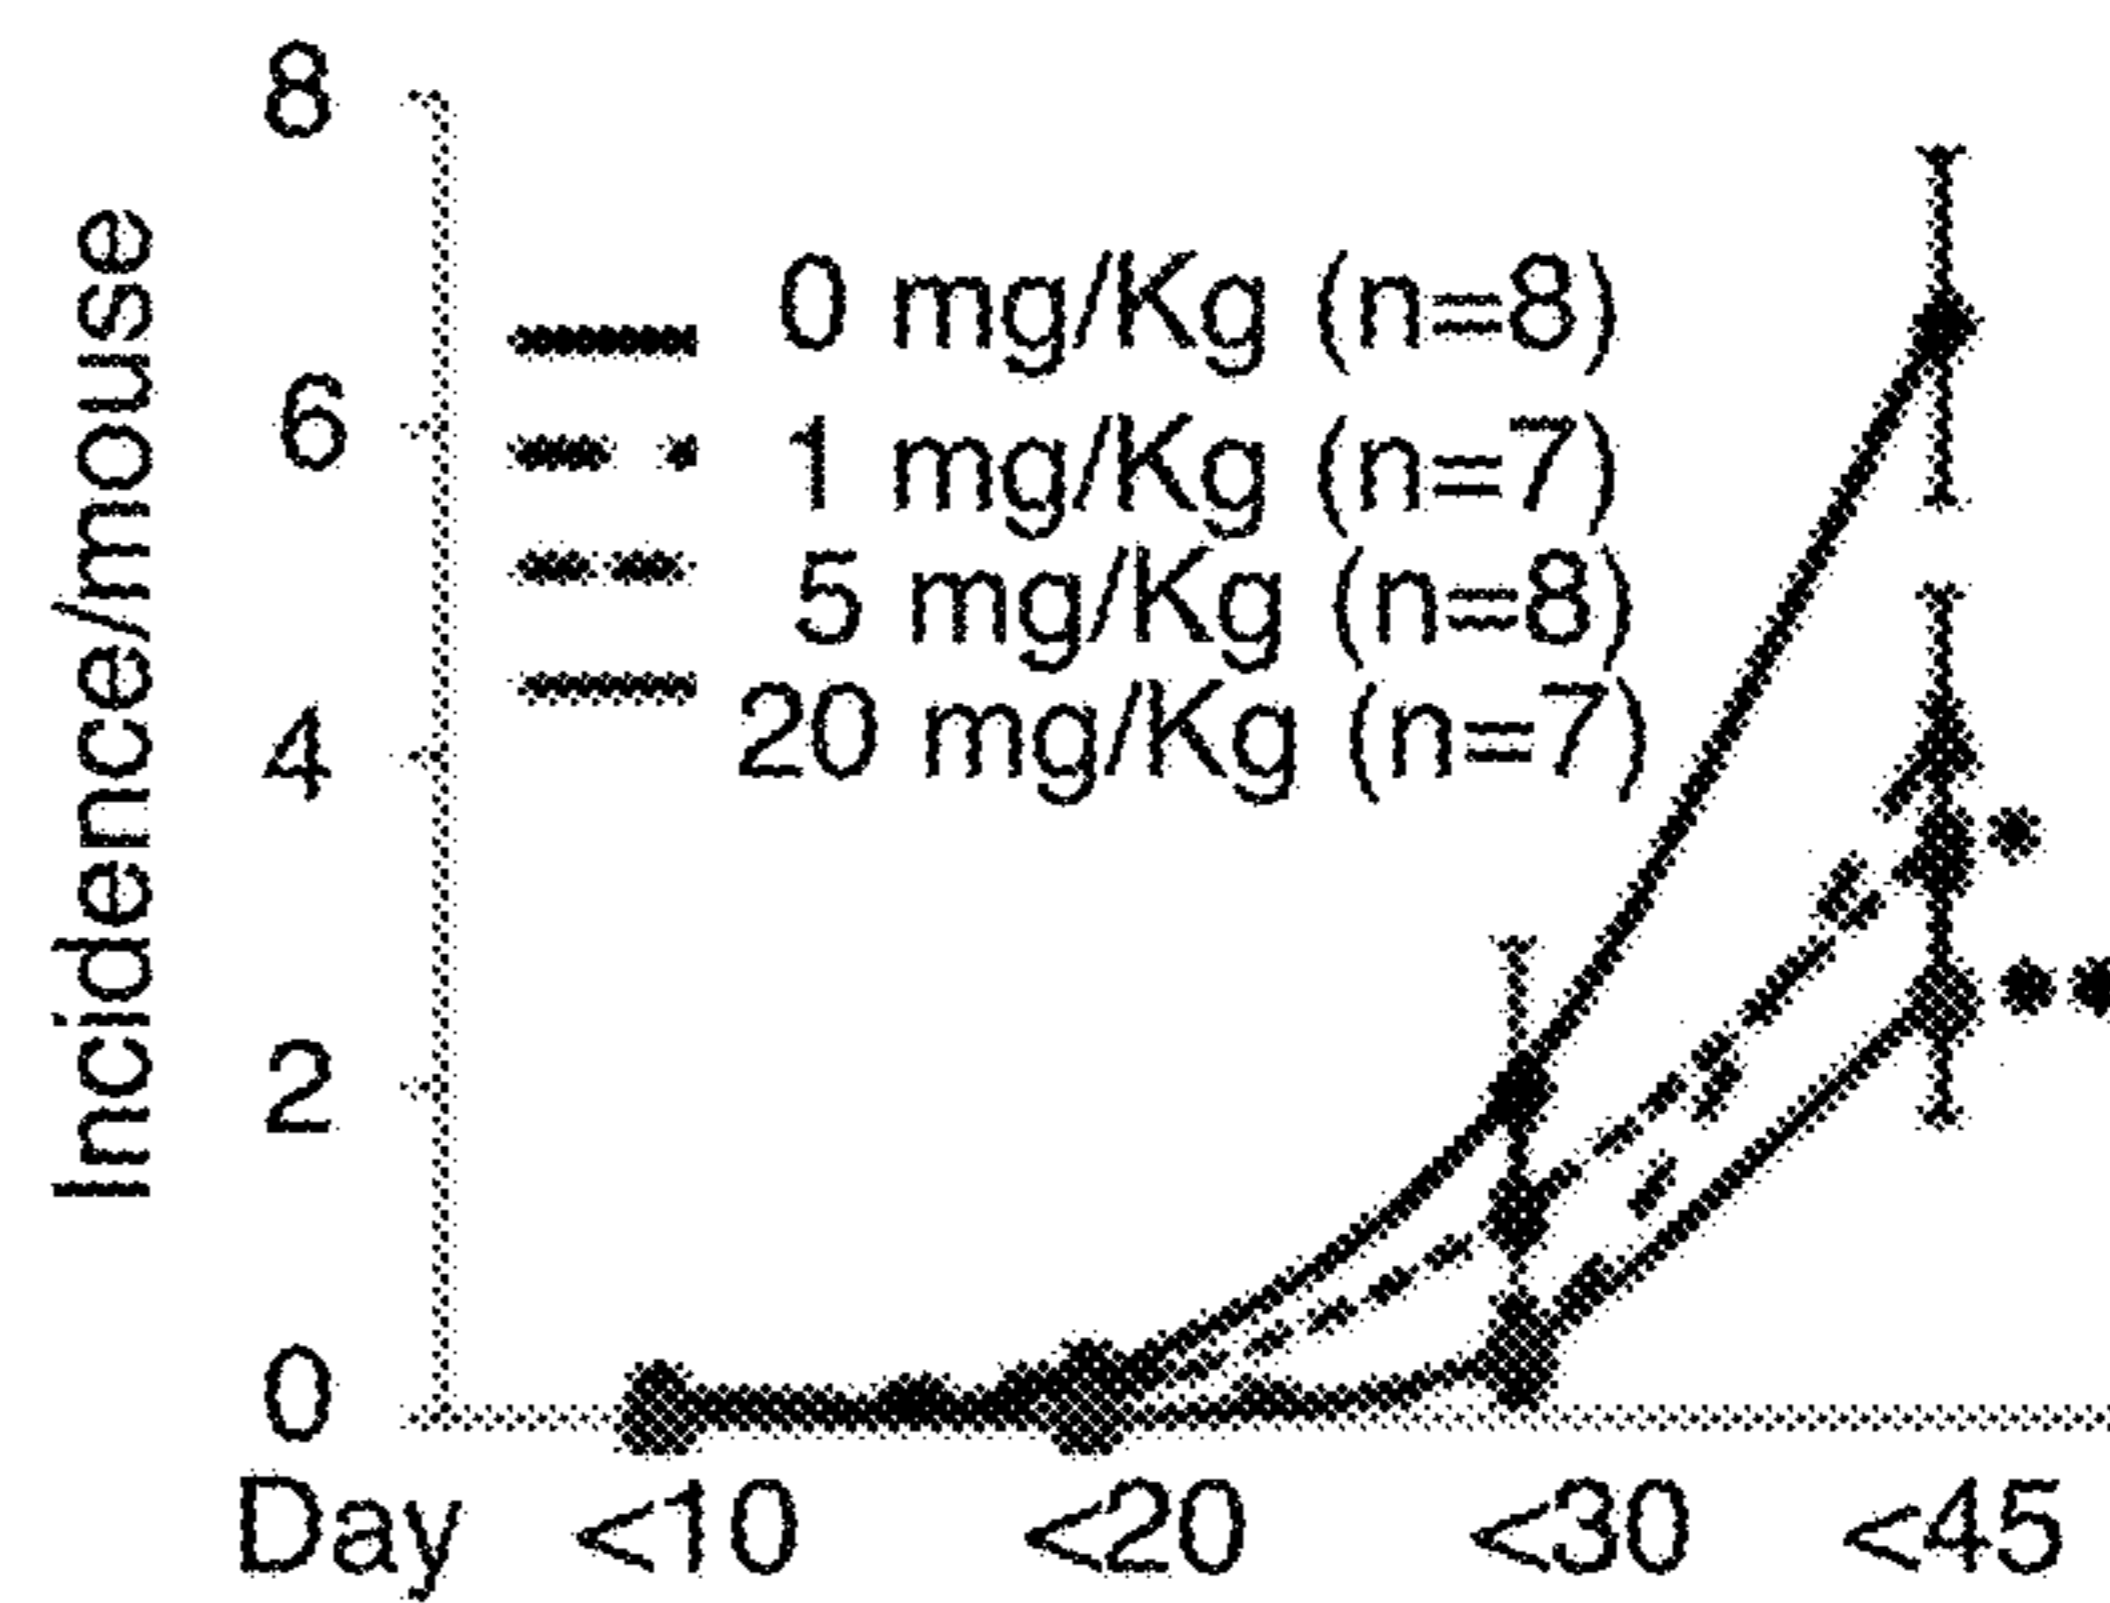 Incidence/mouse
8
6
4
2
0
0 mg/Kg (n=8)
1 mg/Kg (n=7)
5 mg/Kg (n=8)
20 mg/Kg (n=7)
*
**
Day <10 <20 <30 <45